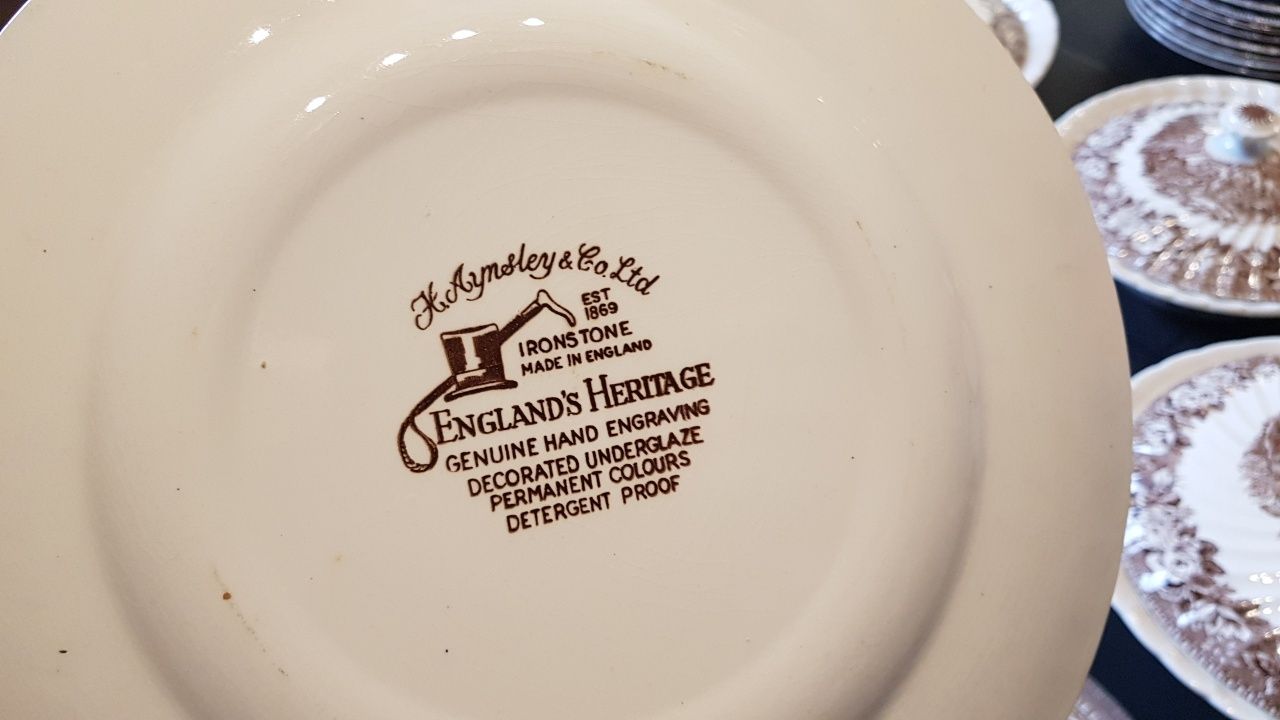 H. Aynsley & Co. Ltd
EST
1869
IRONSTONE
MADE IN ENGLAND
ENGLAND'S HERITAGE
GENUINE HAND ENGRAVING
DECORATED UNDERGLAZE
PERMANENT COLOURS
DETERGENT PROOF